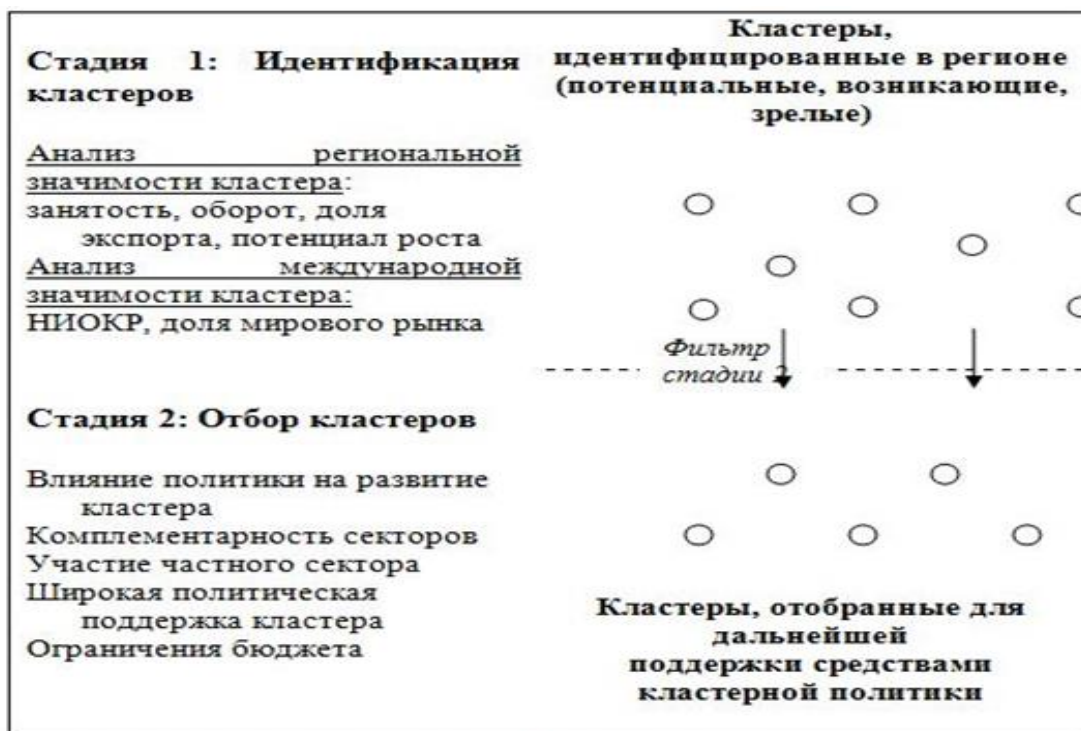 Стадия 1: Идентификация
кластеров
Анализ региональной
значимости кластера:
занятость, оборот, доля
экспорта, потенциал роста
Анализ международной
значимости кластера:
НИОКР, доля мирового рынка
Кластеры,
идентифицированные в регионе
(потенциальные, возникающие,
зрелые)
Фильтр
стадии 2
Стадия 2: Отбор кластеров
Влияние политики на развитие
кластера
Комплементарность секторов
Участие частного сектора
Широкая политическая
поддержка кластера
Ограничения бюджета
Кластеры, отобранные для
дальнейшей
поддержки средствами
кластерной политики